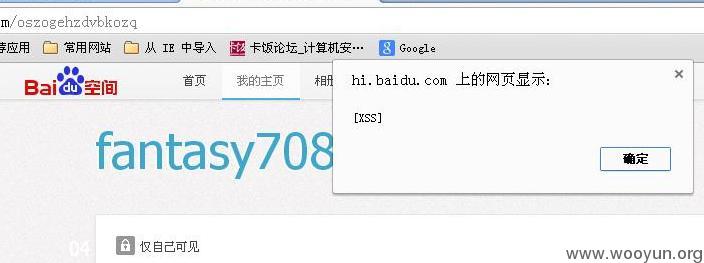 m/oszogehzdvbkozq
荐应用 常用网站 从 IE 中导入 卡饭论坛_计算机安… Google
Bai du 空间 首页 我的主页 相册
hi.baidu.com 上的网页显示:
[XSS]
确定
fantasy708
04
仅自己可见
www.wooyun.org